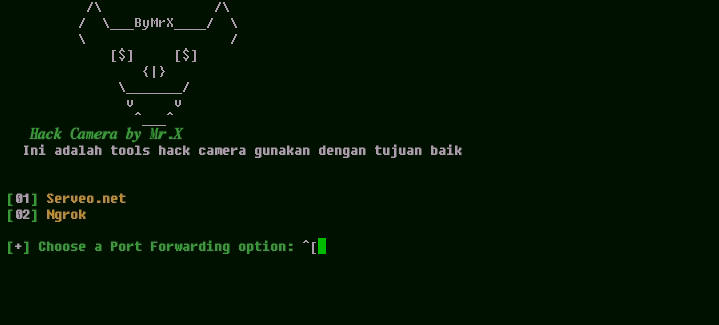 /\ /\
/ \___ByMrX____/ \
\ /
[$] [$]
{|}
\_______/
v v
^___^
Hack Camera by Mr.X
Ini adalah tools hack camera gunakan dengan tujuan baik
[01] Serveo.net
[02] Ngrok
[+] Choose a Port Forwarding option: ^[